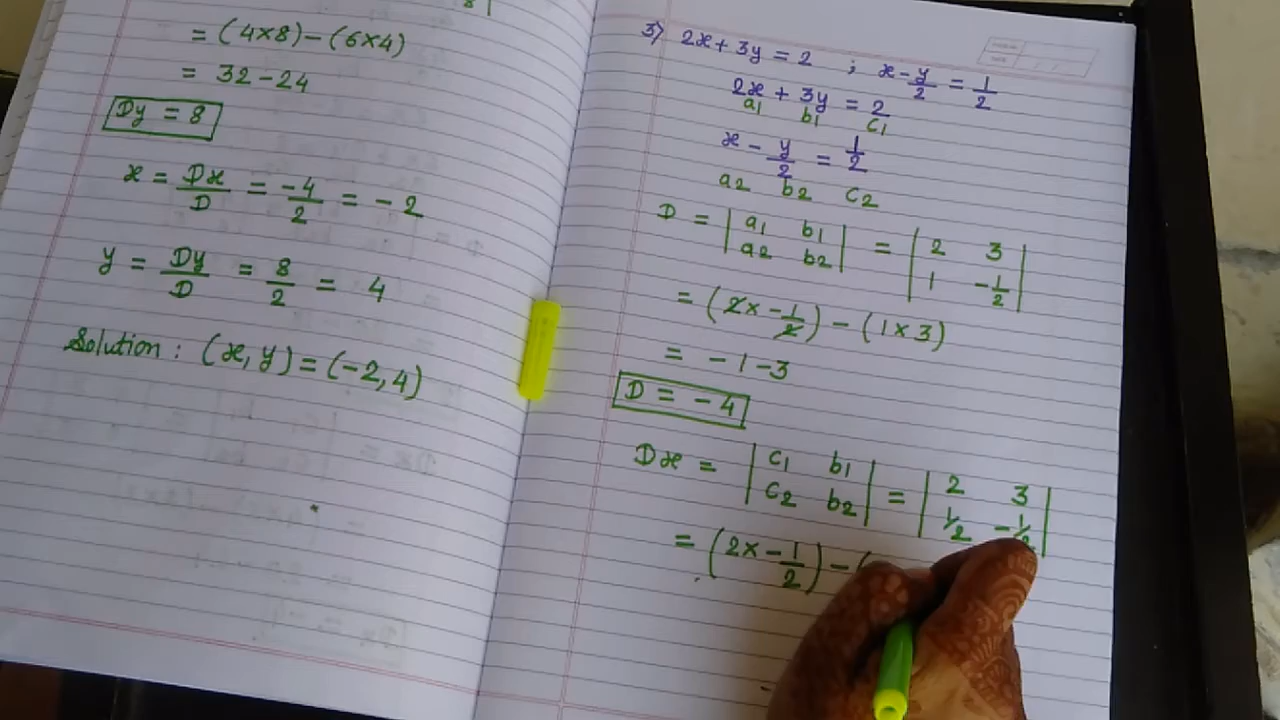 = (4×8) - (6×4)
= 32 - 24
Dy = 8
x = Dx/D = -4/2 = -2
y = Dy/D = 8/2 = 4
Solution : (x, y) = (-2, 4)
3) 2x + 3y = 2 ; x - y/2 = 1/2
2x + 3y = 2
a1 b1 c1
x - y/2 = 1/2
a2 b2 c2
D = | a1 b1 | = | 2 3 |
| a2 b2 | | 1 -1/2 |
= (2 × -1/2) - (1 × 3)
= -1 - 3
D = -4
Dx = | c1 b1 | = | 2 3 |
| c2 b2 | | 1/2 -1/2 |
= (2 × -1/2) - (